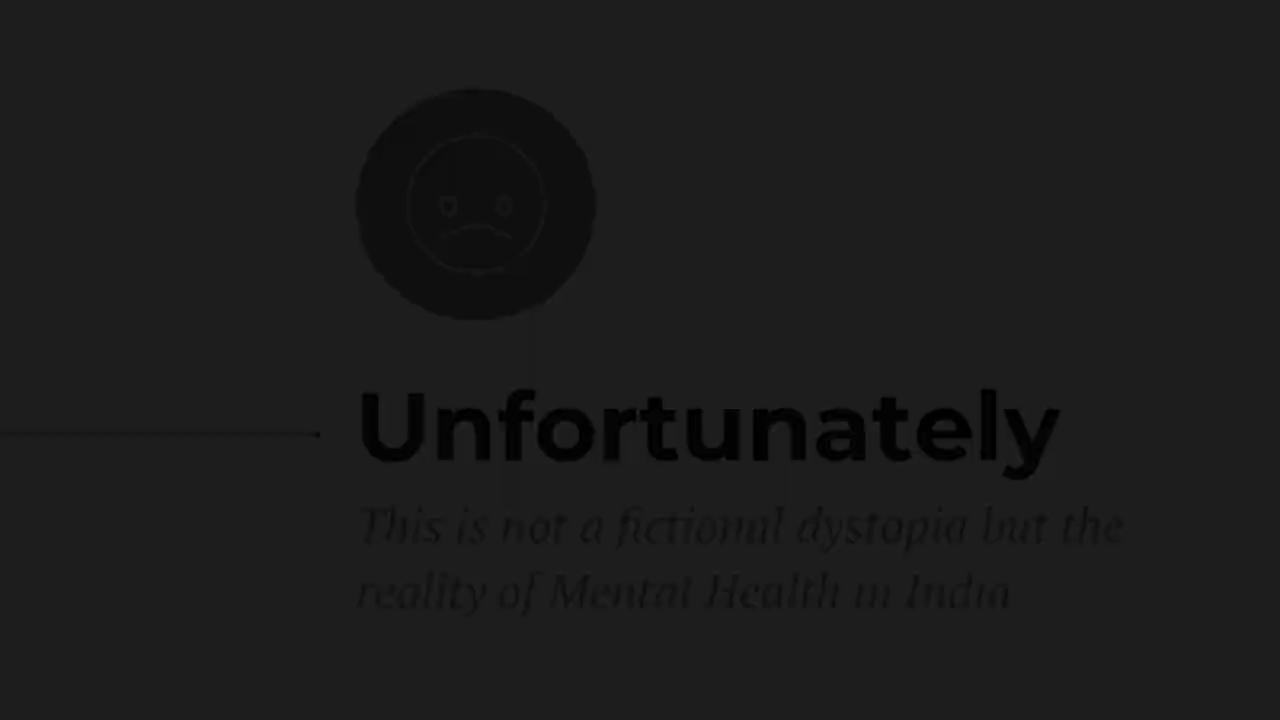 Unfortunately
This is not a fictional dystopia but the
reality of Mental Health in India